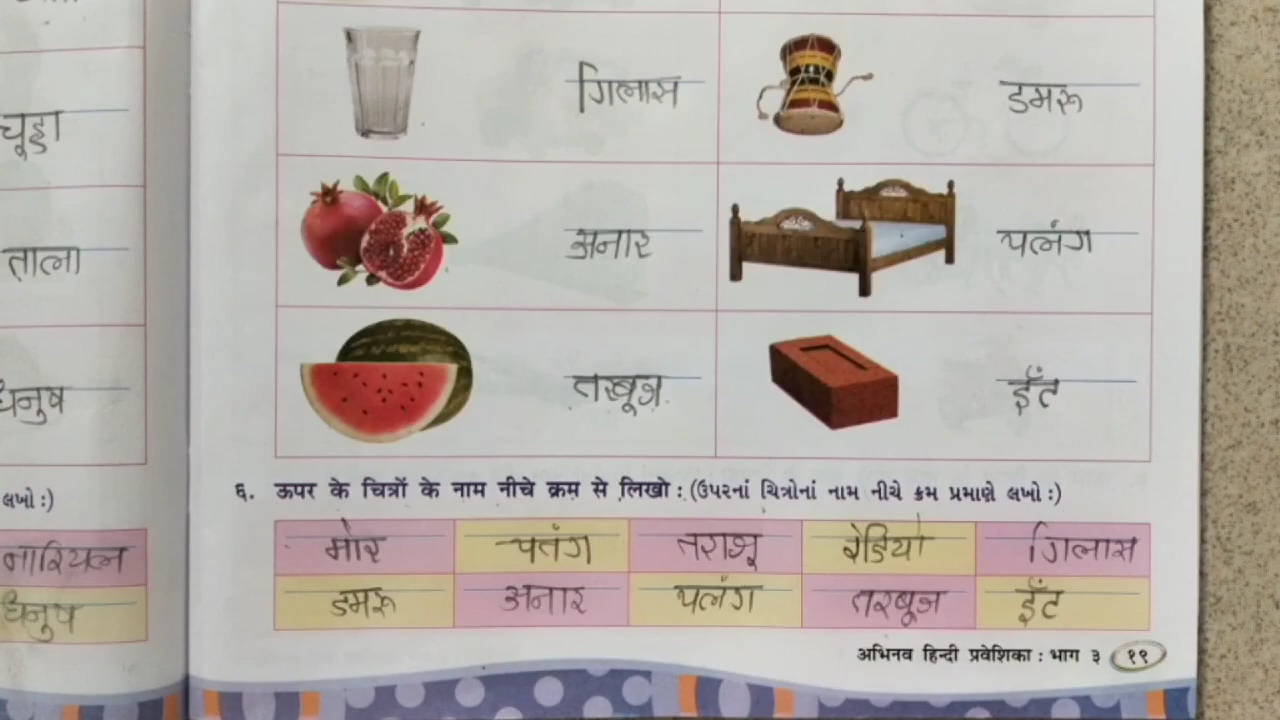 चूहा
ताला
धनुष
लखो :)
नारियल
धनुष
गिलास
डमरू
अनार
पलंग
तरबूज
ईंट
६. ऊपर के चित्रों के नाम नीचे क्रम से लिखो : (ઉપરનાં ચિત્રોનાં નામ નીચે ક્રમ પ્રમાણે લખો :)
मोर पतंग तराजू रेडियो गिलास
डमरू अनार पलंग तरबूज ईंट
अभिनव हिन्दी प्रवेशिका : भाग ३ १९